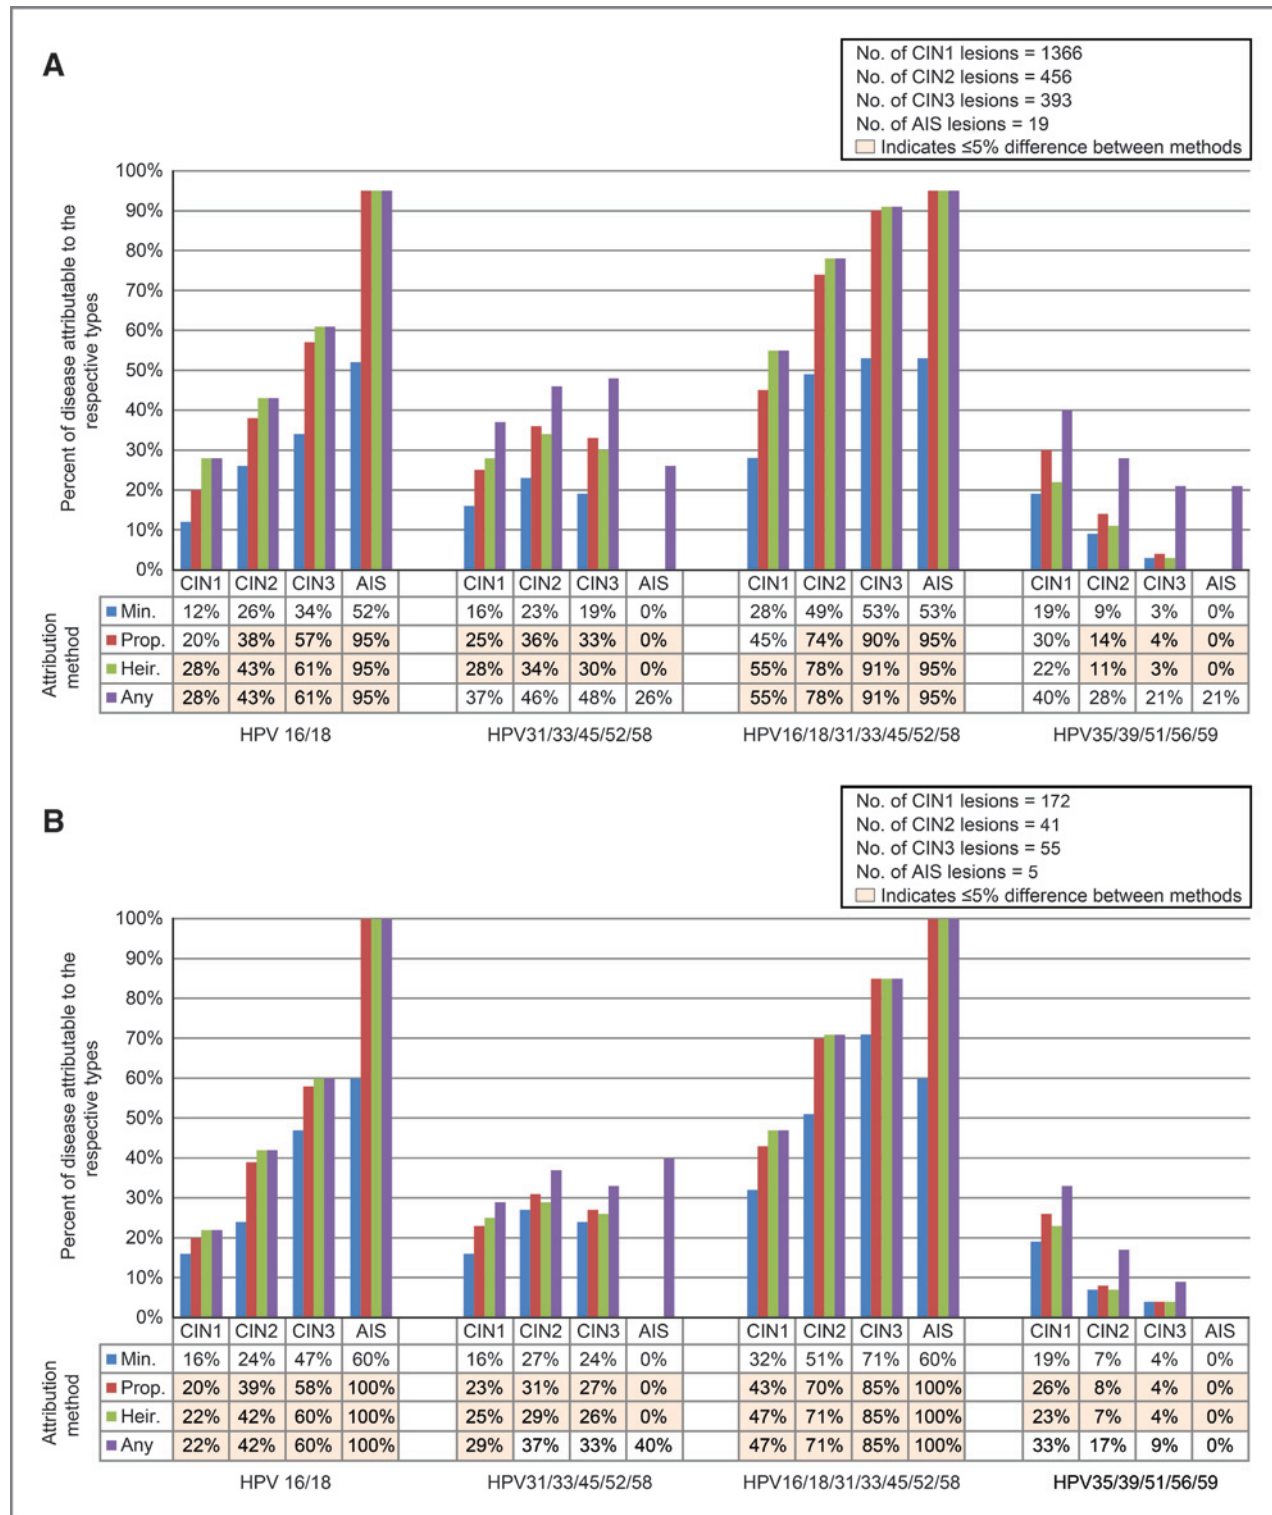 A
No. of CIN1 lesions = 1366
No. of CIN2 lesions = 456
No. of CIN3 lesions = 393
No. of AIS lesions = 19
Indicates ≤5% difference between methods
Percent of disease attributable to the
respective types
100%
90%
80%
70%
60%
50%
40%
30%
20%
10%
0%
CIN1 CIN2 CIN3 AIS CIN1 CIN2 CIN3 AIS CIN1 CIN2 CIN3 AIS CIN1 CIN2 CIN3 AIS
Attribution
method
Min. 12% 26% 34% 52% 16% 23% 19% 0% 28% 49% 53% 53% 19% 9% 3% 0%
Prop. 20% 38% 57% 95% 25% 36% 33% 0% 45% 74% 90% 95% 30% 14% 4% 0%
Heir. 28% 43% 61% 95% 28% 34% 30% 0% 55% 78% 91% 95% 22% 11% 3% 0%
Any 28% 43% 61% 95% 37% 46% 48% 26% 55% 78% 91% 95% 40% 28% 21% 21%
HPV 16/18 HPV31/33/45/52/58 HPV16/18/31/33/45/52/58 HPV35/39/51/56/59
B
No. of CIN1 lesions = 172
No. of CIN2 lesions = 41
No. of CIN3 lesions = 55
No. of AIS lesions = 5
Indicates ≤5% difference between methods
Percent of disease attributable to the
respective types
100%
90%
80%
70%
60%
50%
40%
30%
20%
10%
0%
CIN1 CIN2 CIN3 AIS CIN1 CIN2 CIN3 AIS CIN1 CIN2 CIN3 AIS CIN1 CIN2 CIN3 AIS
Attribution
method
Min. 16% 24% 47% 60% 16% 27% 24% 0% 32% 51% 71% 60% 19% 7% 4% 0%
Prop. 20% 39% 58% 100% 23% 31% 27% 0% 43% 70% 85% 100% 26% 8% 4% 0%
Heir. 22% 42% 60% 100% 25% 29% 26% 0% 47% 71% 85% 100% 23% 7% 4% 0%
Any 22% 42% 60% 100% 29% 37% 33% 40% 47% 71% 85% 100% 33% 17% 9% 0%
HPV 16/18 HPV31/33/45/52/58 HPV16/18/31/33/45/52/58 HPV35/39/51/56/59